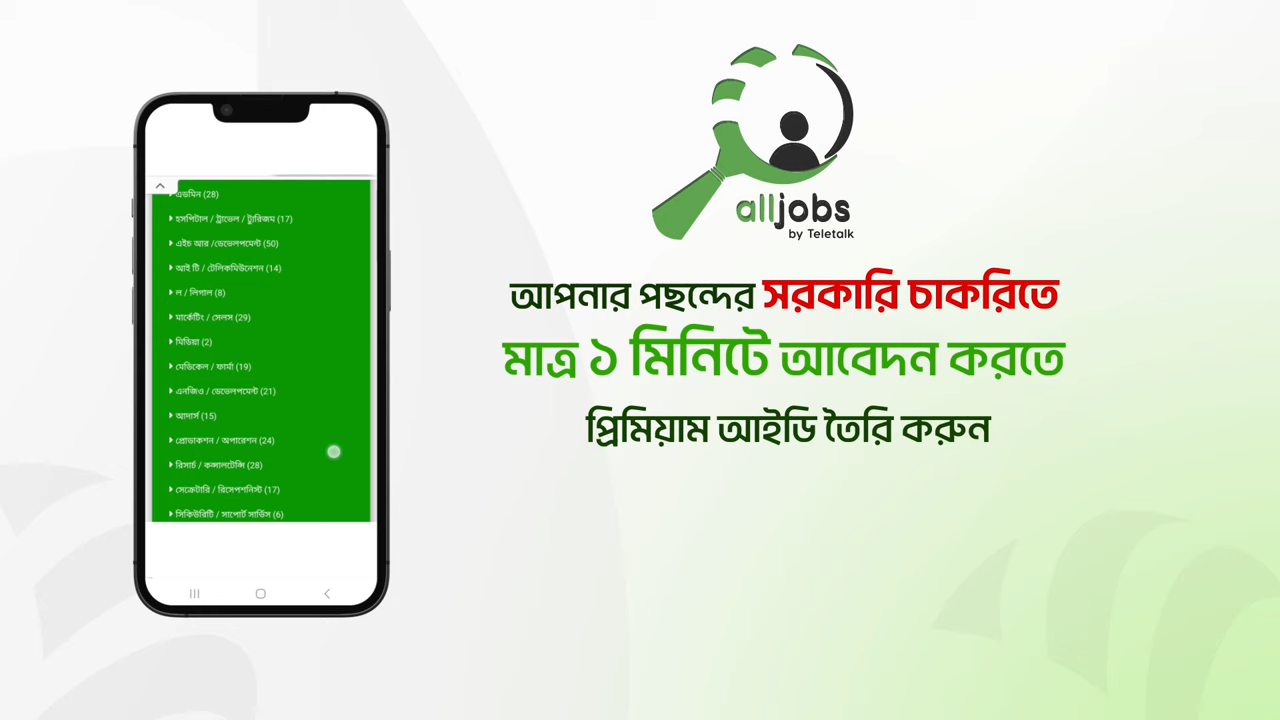 এডমিন (28)
হসপিটাল / ট্রাভেল / ট্যুরিজম (17)
এইচ আর /ডেভেলপমেন্ট (50)
আই টি / টেলিকমিউনেশন (14)
ল / লিগাল (8)
মার্কেটিং / সেলস (29)
মিডিয়া (2)
মেডিকেল / ফার্মা (19)
এনজিও / ডেভেলপমেন্ট (21)
আদার্স (15)
প্রোডাকশন / অপারেশন (24)
রিসার্চ / কন্সালটেন্সি (28)
সেক্রেটারি / রিসেপশনিস্ট (17)
সিকিউরিটি / সাপোর্ট সার্ভিস (6)
alljobs
by Teletalk
আপনার পছন্দের সরকারি চাকরিতে
মাত্র ১ মিনিটে আবেদন করতে
প্রিমিয়াম আইডি তৈরি করুন